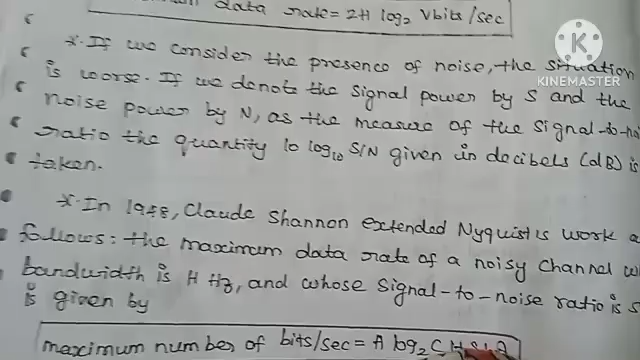 data rate = 2H log2 V bits/sec
*. If we consider the presence of noise, the situation
is worse. If we denote the signal power by S and the
noise power by N, as the measure of the signal-to-
ratio the quantity 10 log10 S/N given in decibels (dB) is
taken.
*. In 1948, Claude Shannon extended Nyquist is work
follows: the maximum data rate of a noisy channel
bandwidth is H Hz, and whose signal-to-noise ratio is
is given by
maximum number of bits/sec = A log2
K
KINEMASTER